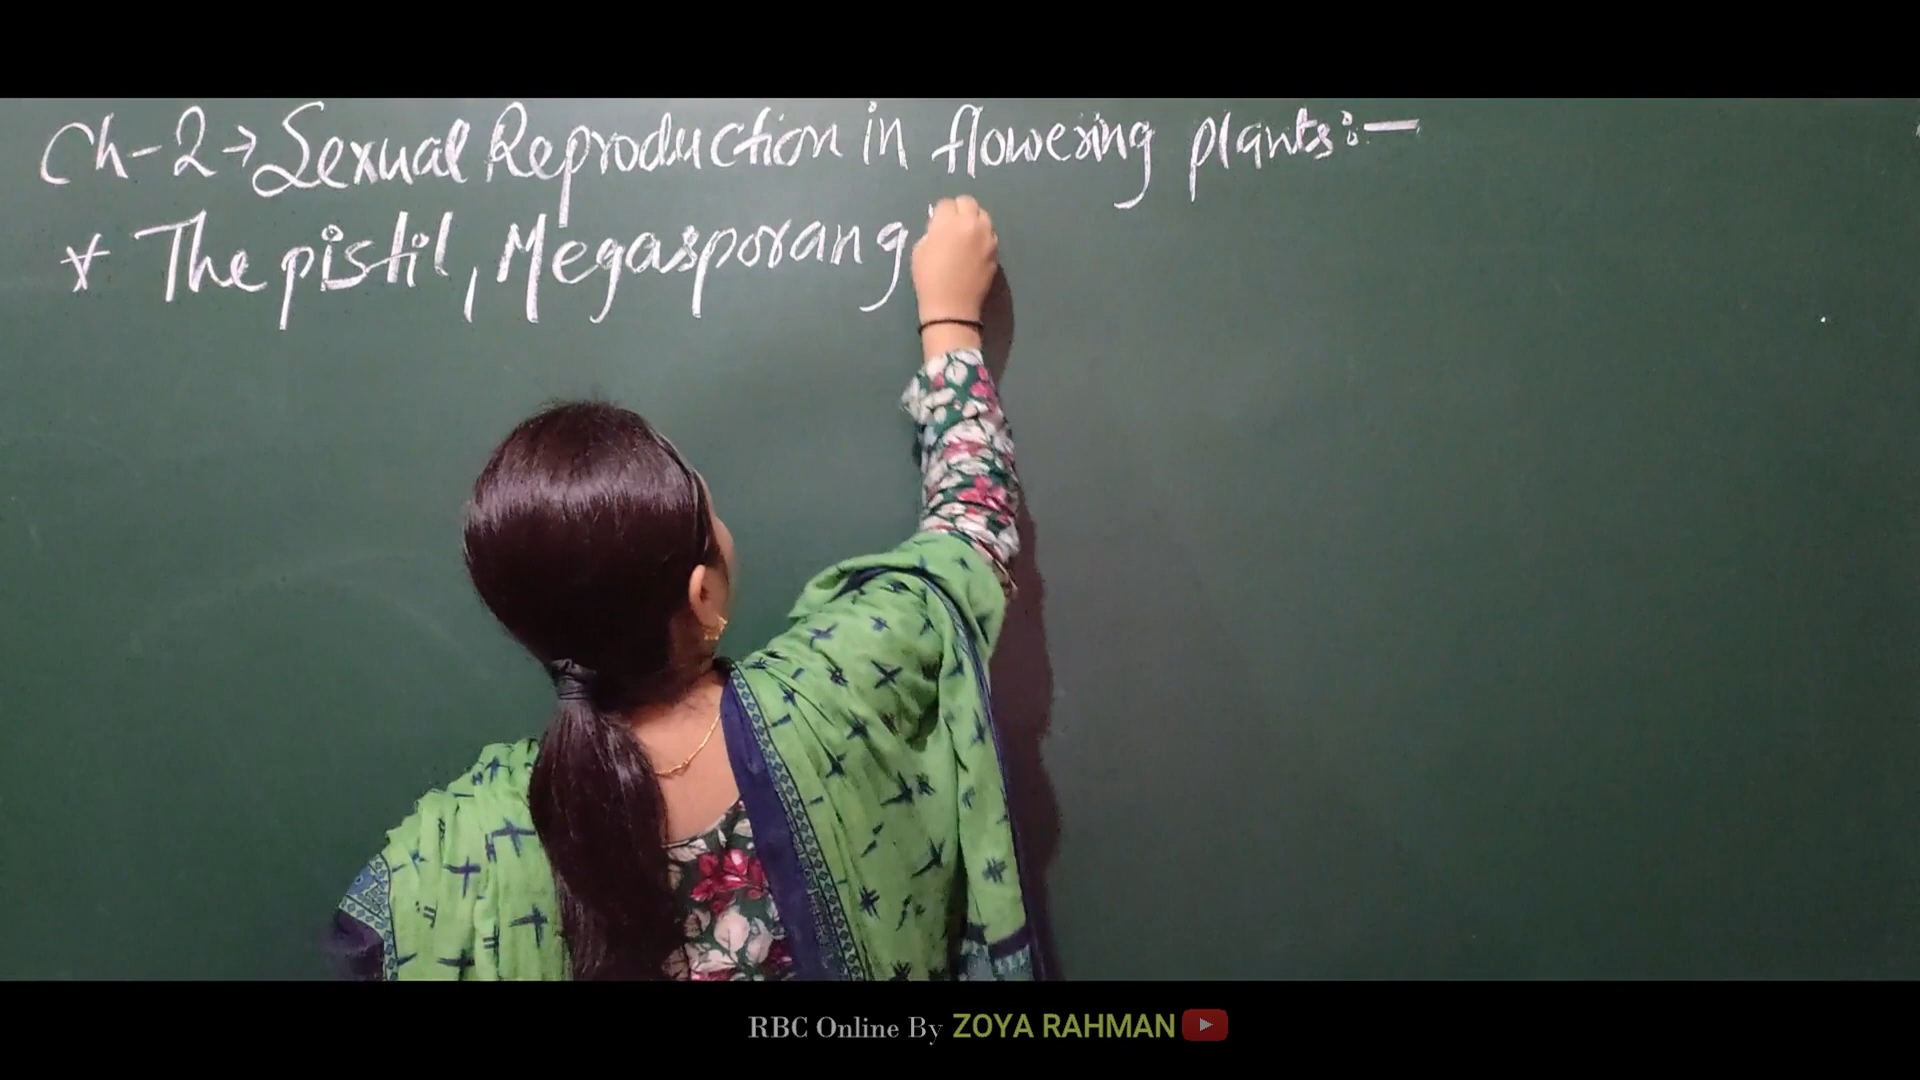 Ch-2→Sexual Reproduction in flowering plants:-
* The pistil, Megasporang
RBC Online By ZOYA RAHMAN